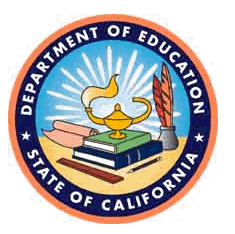 DEPARTMENT OF EDUCATION
STATE OF CALIFORNIA